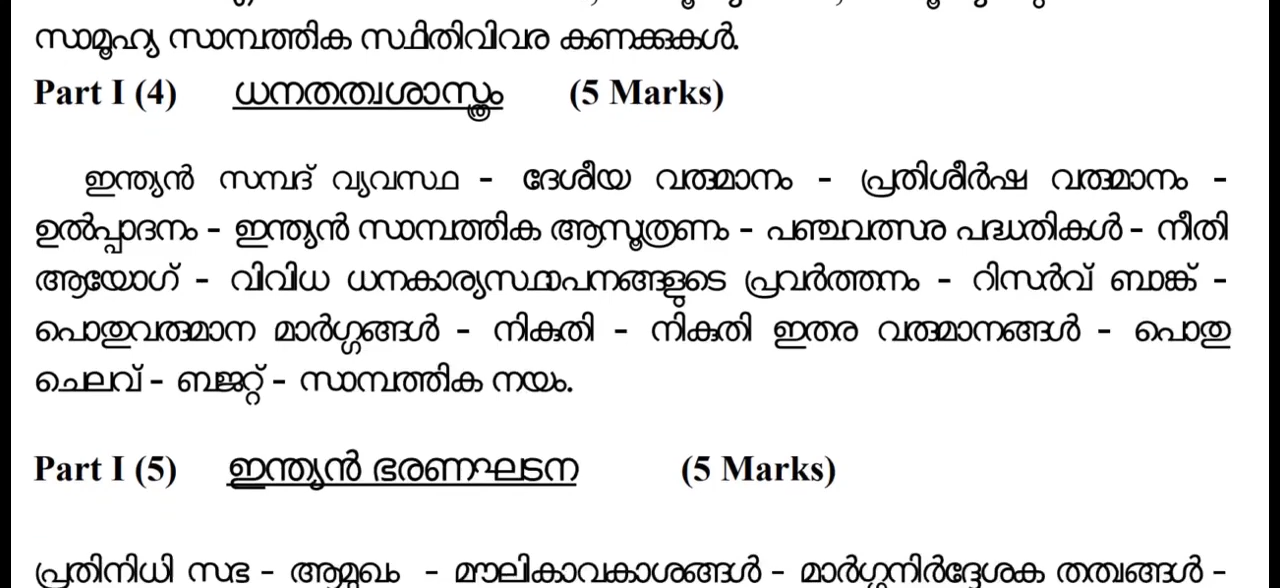 സാമൂഹ്യ സാമ്പത്തിക സ്ഥിതിവിവര കണക്കുകൾ.
Part I (4) ധനതത്വശാസ്ത്രം (5 Marks)
ഇന്ത്യൻ സമ്പദ് വ്യവസ്ഥ - ദേശീയ വരുമാനം - പ്രതിശീർഷ വരുമാനം -
ഉൽപ്പാദനം - ഇന്ത്യൻ സാമ്പത്തിക ആസൂത്രണം - പഞ്ചവത്സര പദ്ധതികൾ - നീതി
ആയോഗ് - വിവിധ ധനകാര്യസ്ഥാപനങ്ങളുടെ പ്രവർത്തനം - റിസർവ് ബാങ്ക് -
പൊതുവരുമാന മാർഗ്ഗങ്ങൾ - നികുതി - നികുതി ഇതര വരുമാനങ്ങൾ - പൊതു
ചെലവ് - ബജറ്റ് - സാമ്പത്തിക നയം.
Part I (5) ഇന്ത്യൻ ഭരണഘടന (5 Marks)
പ്രതിനിധി സഭ - ആമുഖം - മൗലികാവകാശങ്ങൾ - മാർഗ്ഗനിർദ്ദേശക തത്വങ്ങൾ -